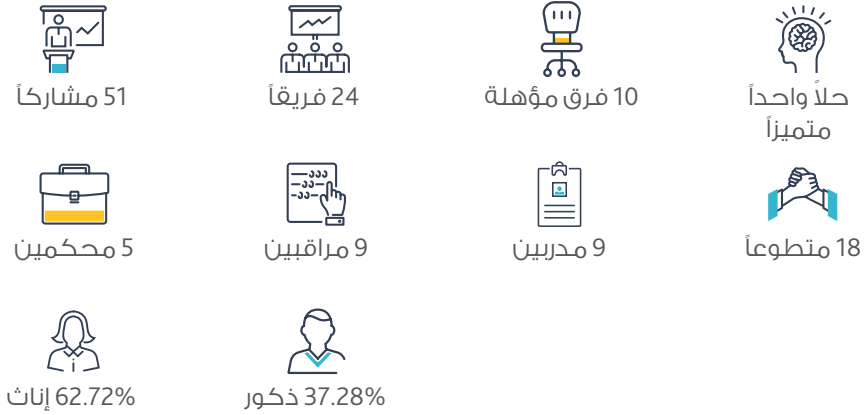 حلاً واحداً
متميزاً
10 فرق مؤهلة
24 فريقاً
51 مشاركاً
18 متطوعاً
9 مدربين
9 مراقبين
5 محكمين
37.28% ذكور
62.72% إناث